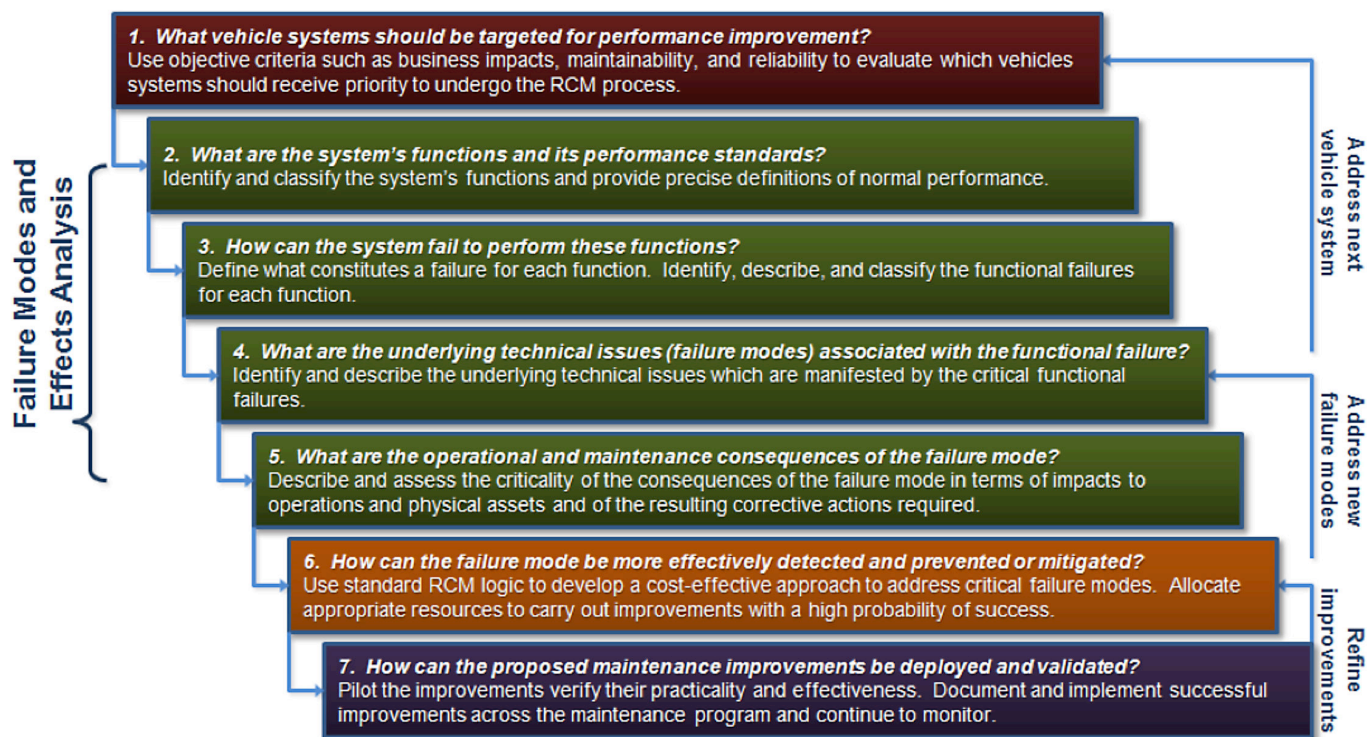 1. What vehicle systems should be targeted for performance improvement?
Use objective criteria such as business impacts, maintainability, and reliability to evaluate which vehicles
systems should receive priority to undergo the RCM process.
2. What are the system's functions and its performance standards?
Identify and classify the system's functions and provide precise definitions of normal performance.
3. How can the system fail to perform these functions?
Define what constitutes a failure for each function. Identify, describe, and classify the functional failures
for each function.
4. What are the underlying technical issues (failure modes) associated with the functional failure?
Identify and describe the underlying technical issues which are manifested by the critical functional
failures.
5. What are the operational and maintenance consequences of the failure mode?
Describe and assess the criticality of the consequences of the failure mode in terms of impacts to
operations and physical assets and of the resulting corrective actions required.
6. How can the failure mode be more effectively detected and prevented or mitigated?
Use standard RCM logic to develop a cost-effective approach to address critical failure modes. Allocate
appropriate resources to carry out improvements with a high probability of success.
7. How can the proposed maintenance improvements be deployed and validated?
Pilot the improvements verify their practicality and effectiveness. Document and implement successful
improvements across the maintenance program and continue to monitor.
Failure Modes and
Effects Analysis
Address next
vehicle system
Address new
failure modes
Refine
improvements